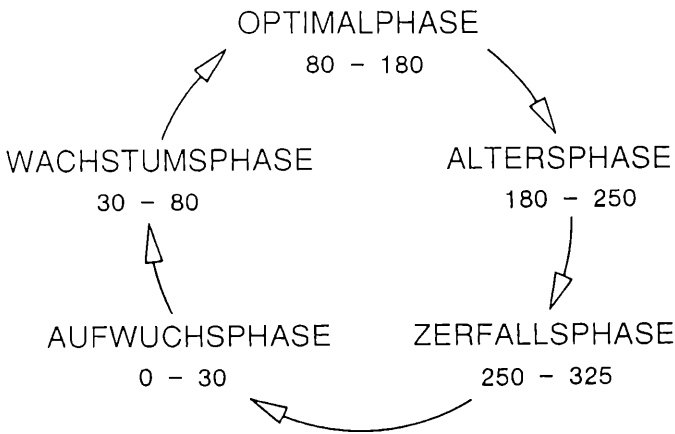 OPTIMALPHASE
80 – 180
WACHSTUMSPHASE
30 – 80
ALTERSPHASE
180 – 250
AUFWUCHSPHASE
0 – 30
ZERFALLSPHASE
250 – 325